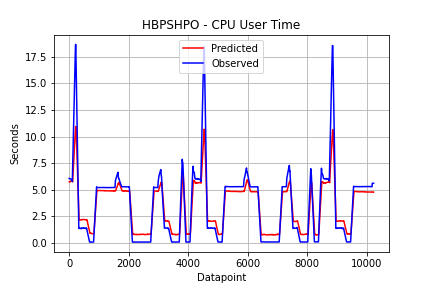 HBPSHPO - CPU User Time
Predicted
Observed
Seconds
17.5
15.0
12.5
10.0
7.5
5.0
2.5
0.0
0 2000 4000 6000 8000 10000
Datapoint